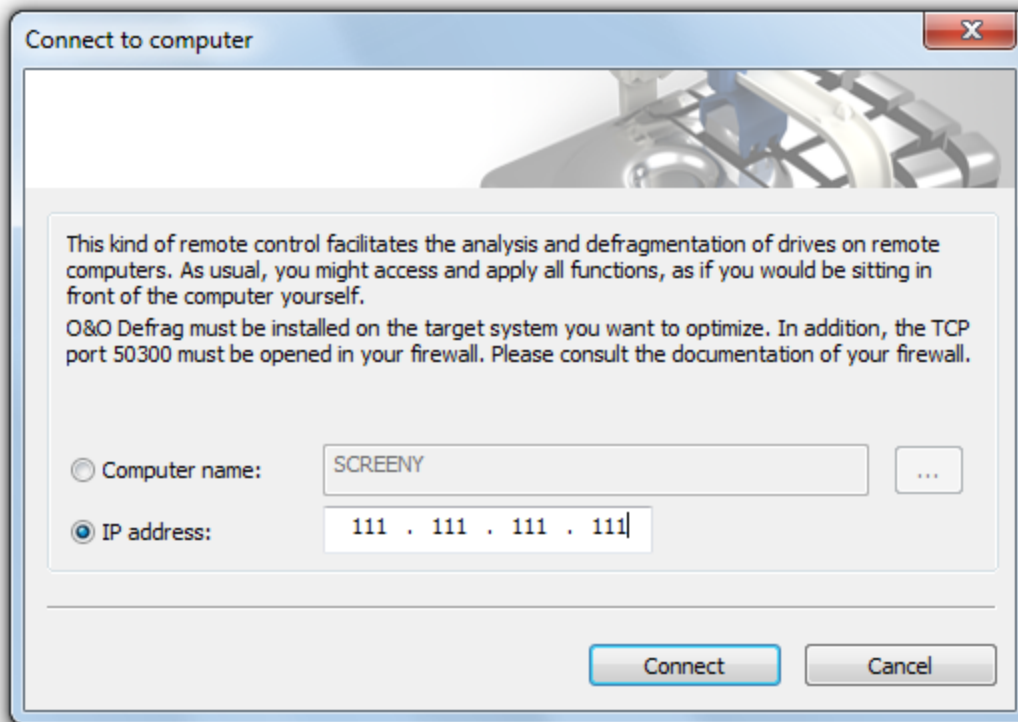 Connect to computer
This kind of remote control facilitates the analysis and defragmentation of drives on remote
computers. As usual, you might access and apply all functions, as if you would be sitting in
front of the computer yourself.
O&O Defrag must be installed on the target system you want to optimize. In addition, the TCP
port 50300 must be opened in your firewall. Please consult the documentation of your firewall.
Computer name: SCREENY ...
IP address: 111 . 111 . 111 . 111
Connect Cancel